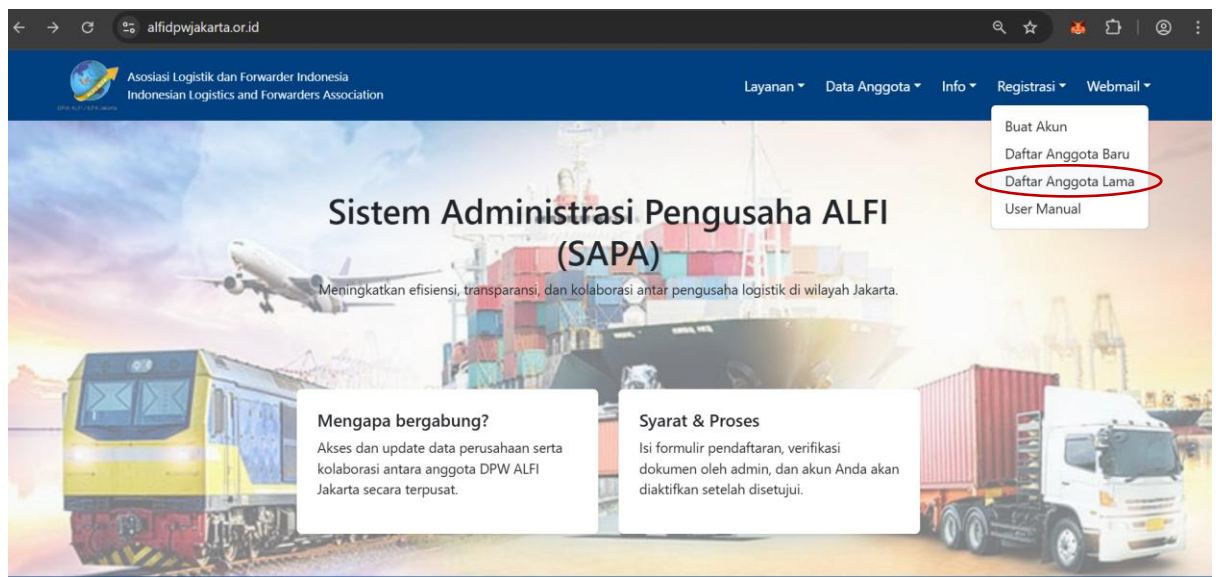 alfidpwjakarta.or.id
Asosiasi Logistik dan Forwarder Indonesia
Indonesian Logistics and Forwarders Association
Layanan Data Anggota Info Registrasi Webmail
Buat Akun
Daftar Anggota Baru
Daftar Anggota Lama
User Manual
Sistem Administrasi Pengusaha ALFI
(SAPA)
Meningkatkan efisiensi, transparansi, dan kolaborasi antar pengusaha logistik di wilayah Jakarta.
Mengapa bergabung?
Akses dan update data perusahaan serta
kolaborasi antara anggota DPW ALFI
Jakarta secara terpusat.
Syarat & Proses
Isi formulir pendaftaran, verifikasi
dokumen oleh admin, dan akun Anda akan
diaktifkan setelah disetujui.